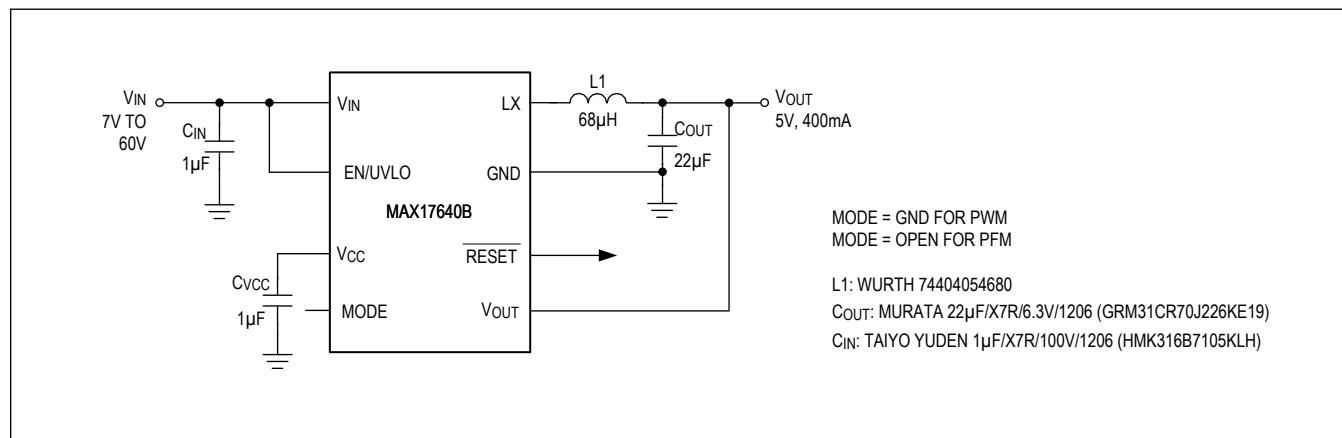 VIN
7V TO
60V
CIN
1µF
VIN
EN/UVLO
VCC
MODE
CVCC
1µF
MAX17640B
LX
GND
RESET
VOUT
L1
68µH
COUT
22µF
VOUT
5V, 400mA
MODE = GND FOR PWM
MODE = OPEN FOR PFM
L1: WURTH 74404054680
COUT: MURATA 22µF/X7R/6.3V/1206 (GRM31CR70J226KE19)
CIN: TAIYO YUDEN 1µF/X7R/100V/1206 (HMK316B7105KLH)